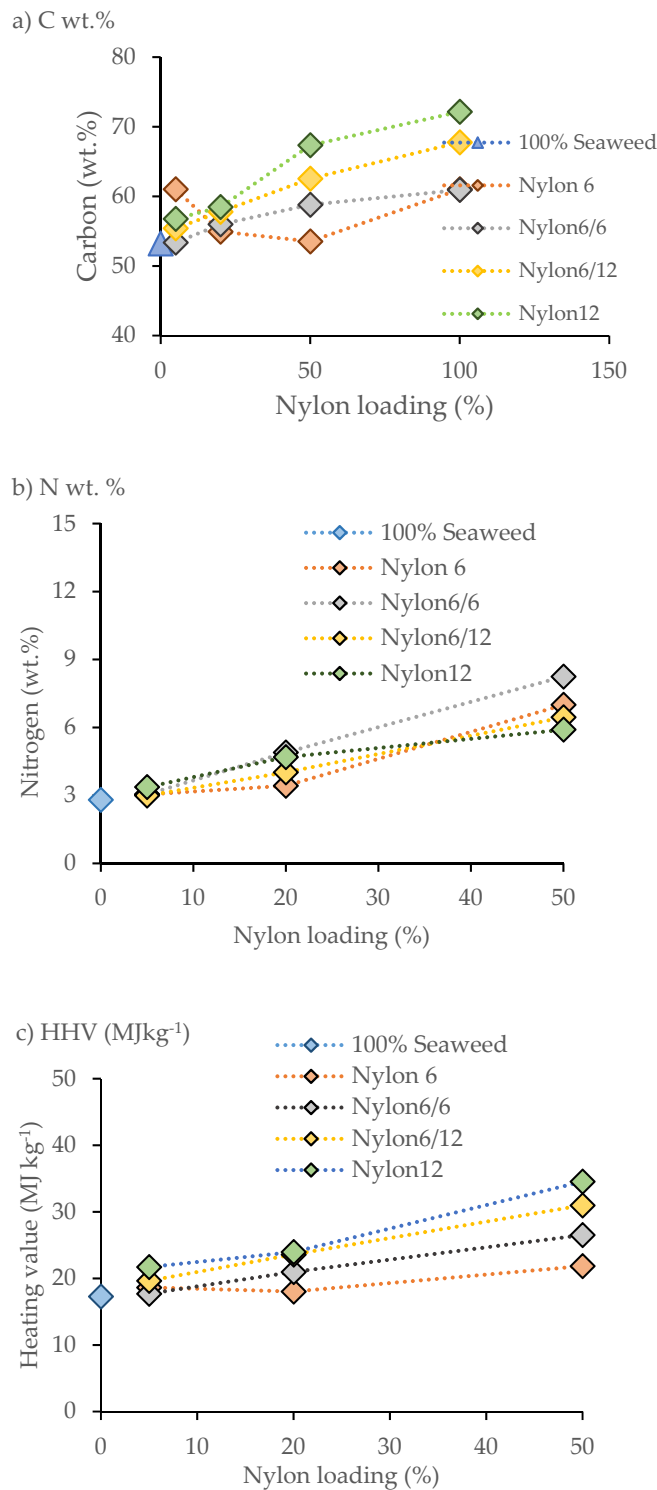 a) C wt.%
80
70
60
50
40
Carbon (wt.%)
0
50
100
150
Nylon loading (%)
100% Seaweed
Nylon 6
Nylon6/6
Nylon6/12
Nylon12
b) N wt. %
15
12
9
6
3
0
Nitrogen (wt.%)
0
10
20
30
40
50
Nylon loading (%)
100% Seaweed
Nylon 6
Nylon6/6
Nylon6/12
Nylon12
c) HHV (MJkg⁻¹)
50
40
30
20
10
0
Heating value (MJ kg⁻¹)
0
10
20
30
40
50
Nylon loading (%)
100% Seaweed
Nylon 6
Nylon6/6
Nylon6/12
Nylon12